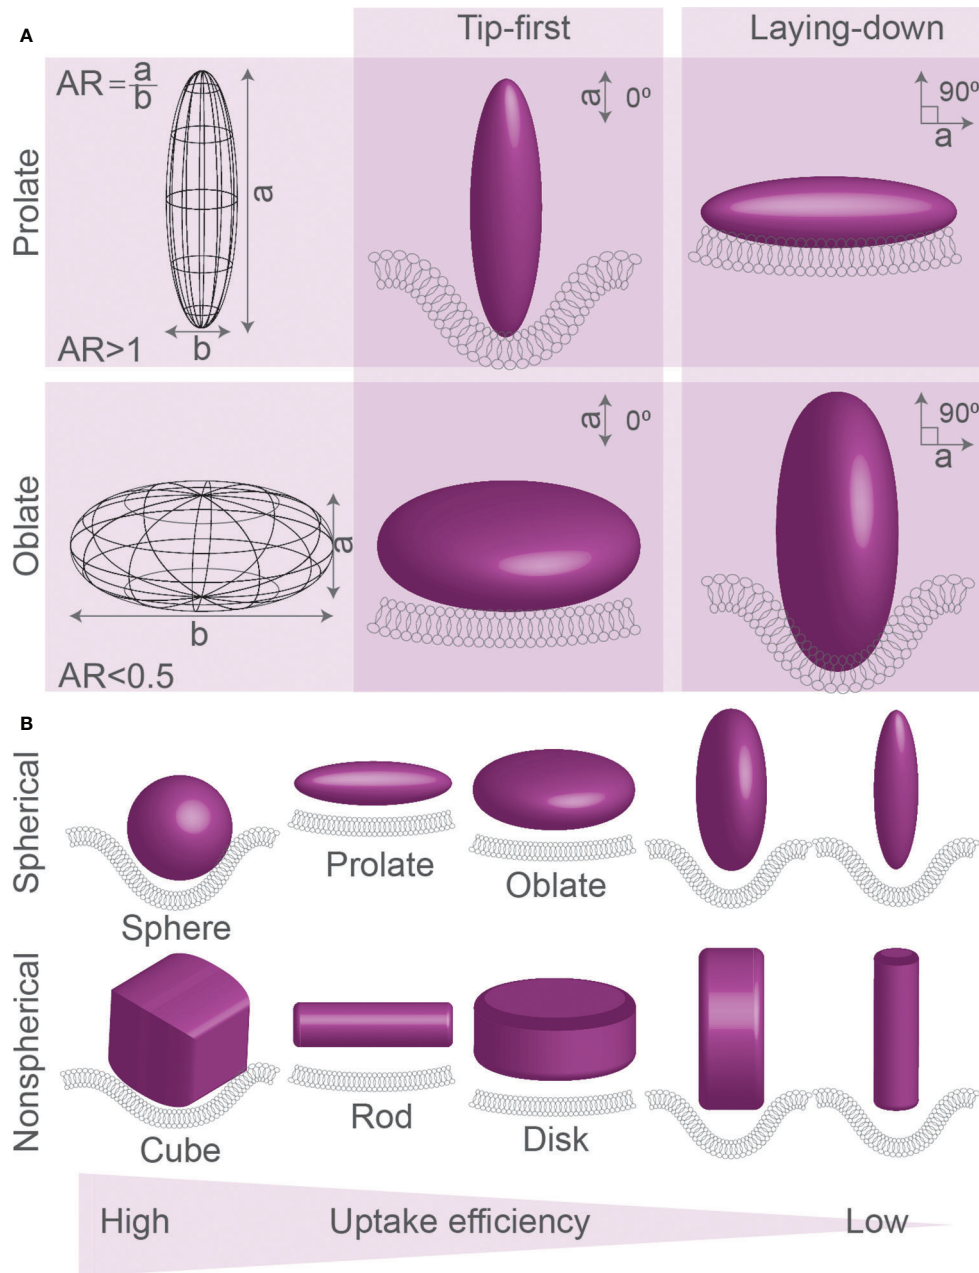 A
Tip-first
Laying-down
Prolate
AR = a/b
a
b
AR>1
a 0º
90º
a
Oblate
a
b
AR<0.5
a 0º
90º
a
B
Spherical
Sphere
Prolate
Oblate
Nonspherical
Cube
Rod
Disk
High
Uptake efficiency
Low